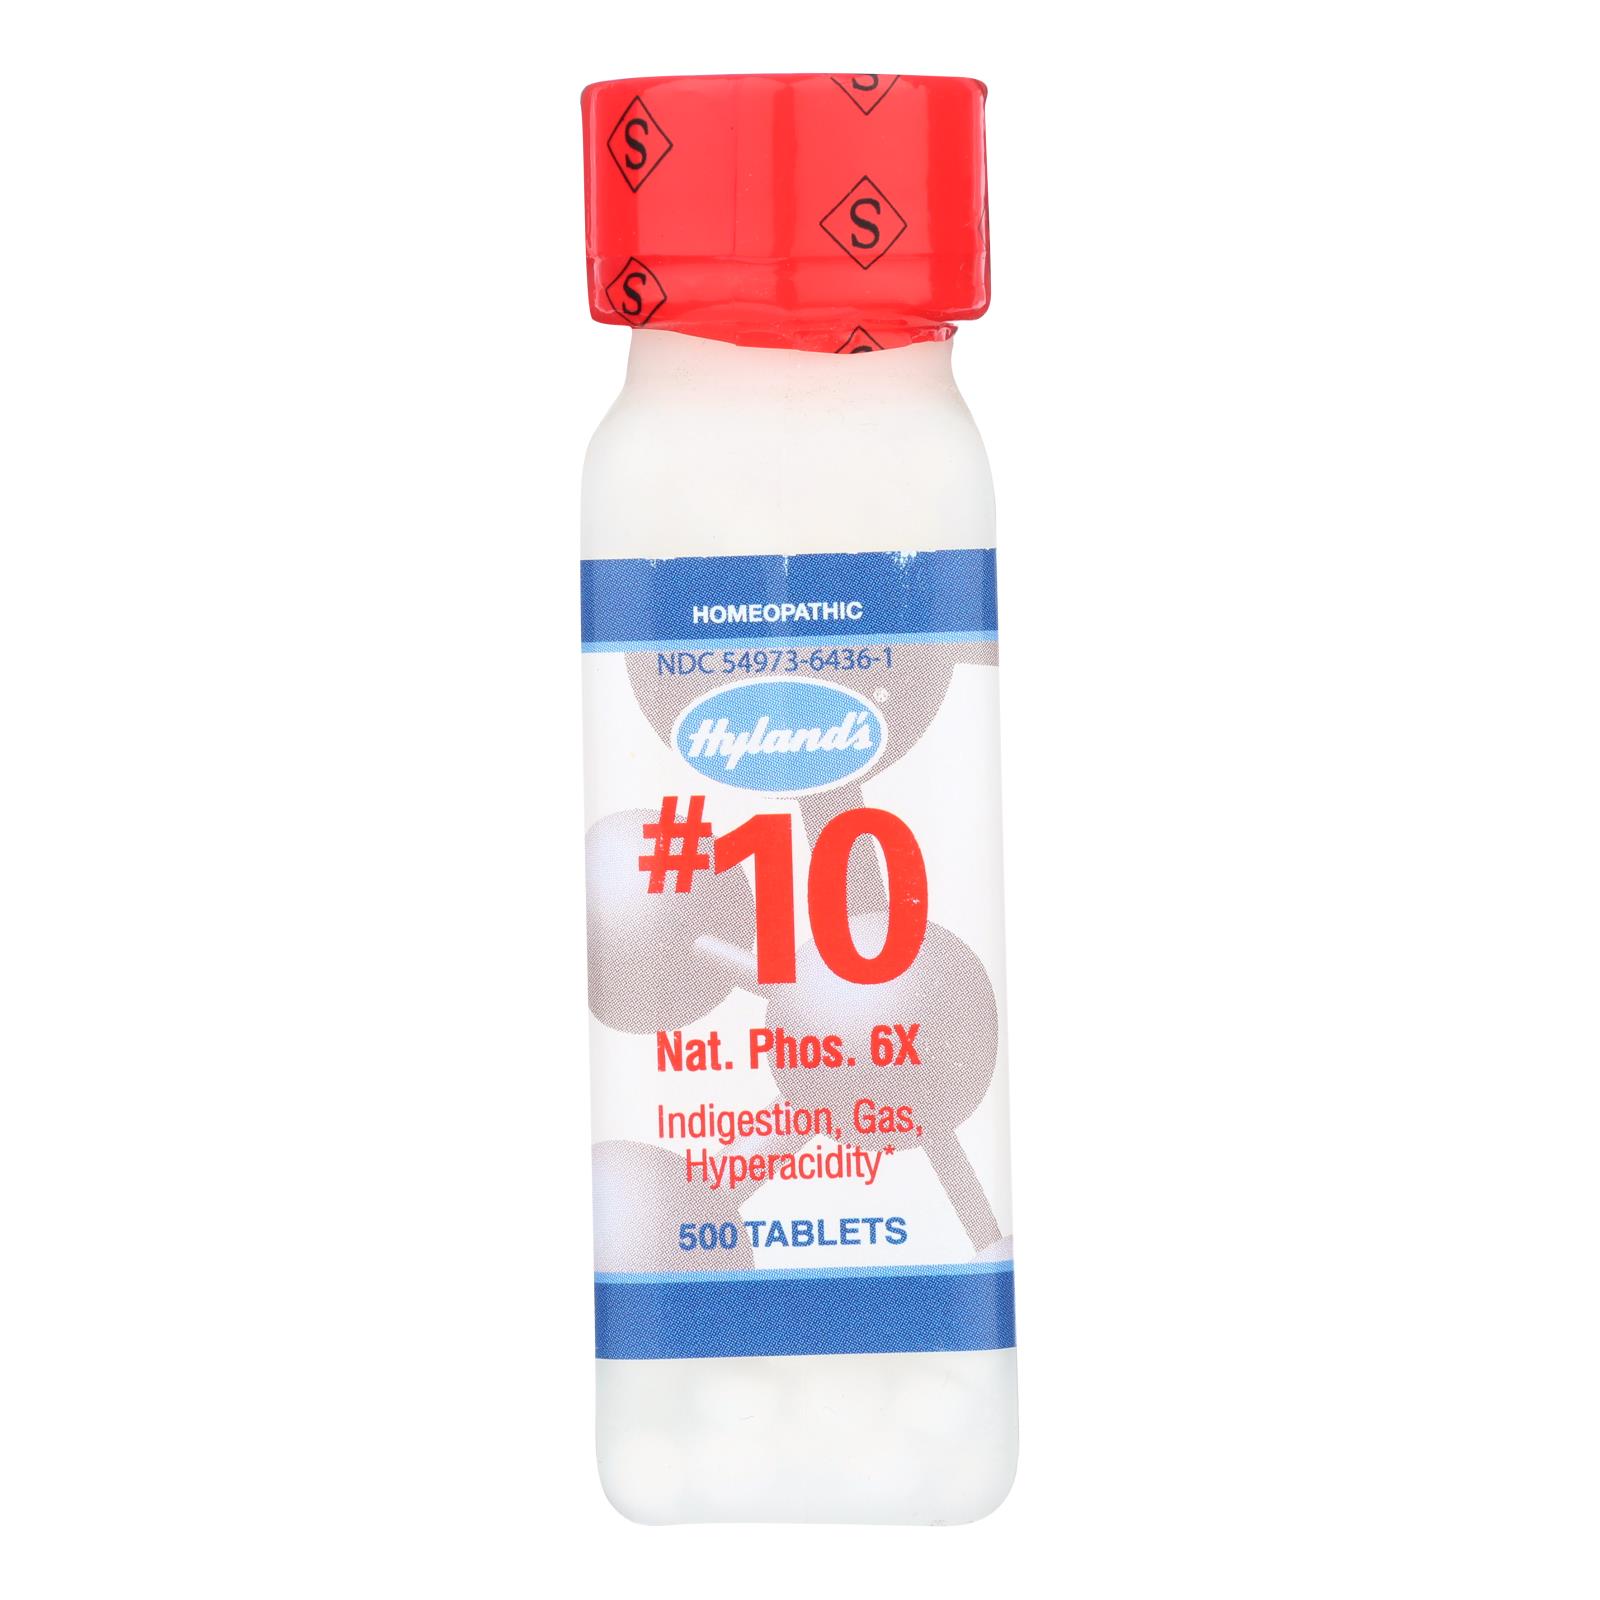 S
S
S
S
S
HOMEOPATHIC
NDC 54973-6436-1
Hyland's®
#10
Nat. Phos. 6X
Indigestion, Gas,
Hyperacidity*
500 TABLETS